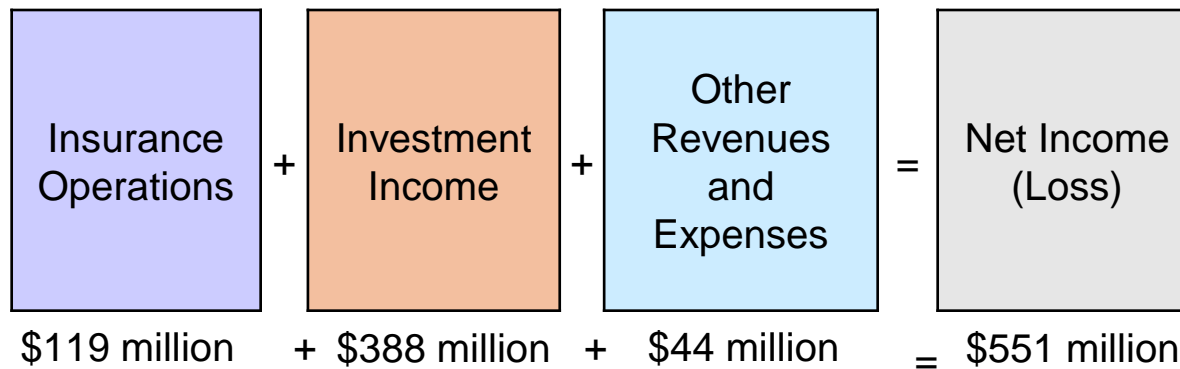 Insurance
Operations
+
Investment
Income
+
Other
Revenues
and
Expenses
=
Net Income
(Loss)
$119 million + $388 million + $44 million = $551 million